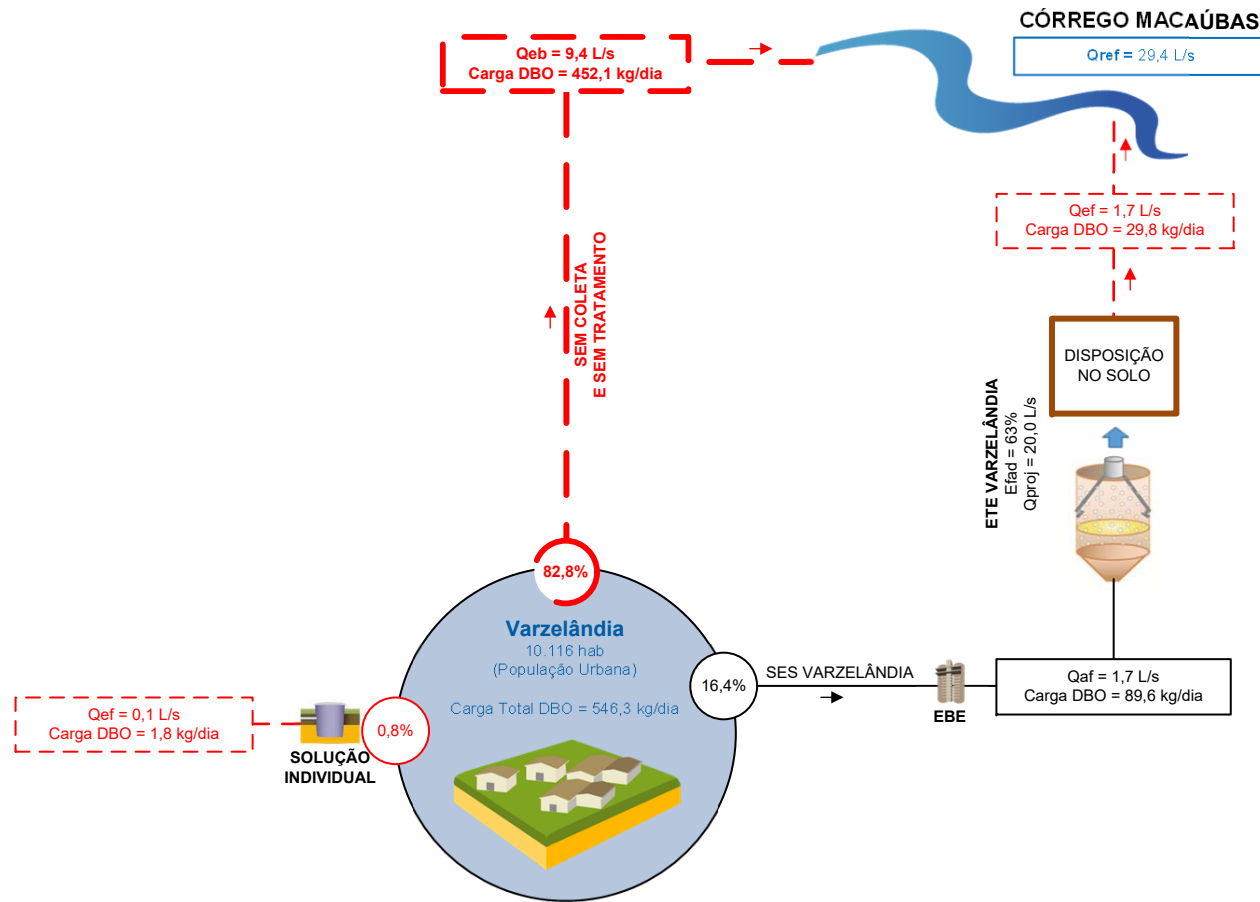 CÓRREGO MACAÚBAS
Qref = 29,4 L/s
Qeb = 9,4 L/s
Carga DBO = 452,1 kg/dia
Qef = 1,7 L/s
Carga DBO = 29,8 kg/dia
SEM COLETA
E SEM TRATAMENTO
DISPOSIÇÃO
NO SOLO
ETE VARZELÂNDIA
Efad = 63%
Qproj = 20,0 L/s
82,8%
Varzelândia
10.116 hab
(População Urbana)
Carga Total DBO = 546,3 kg/dia
16,4%
SES VARZELÂNDIA
EBE
Qaf = 1,7 L/s
Carga DBO = 89,6 kg/dia
Qef = 0,1 L/s
Carga DBO = 1,8 kg/dia
SOLUÇÃO
INDIVIDUAL
0,8%